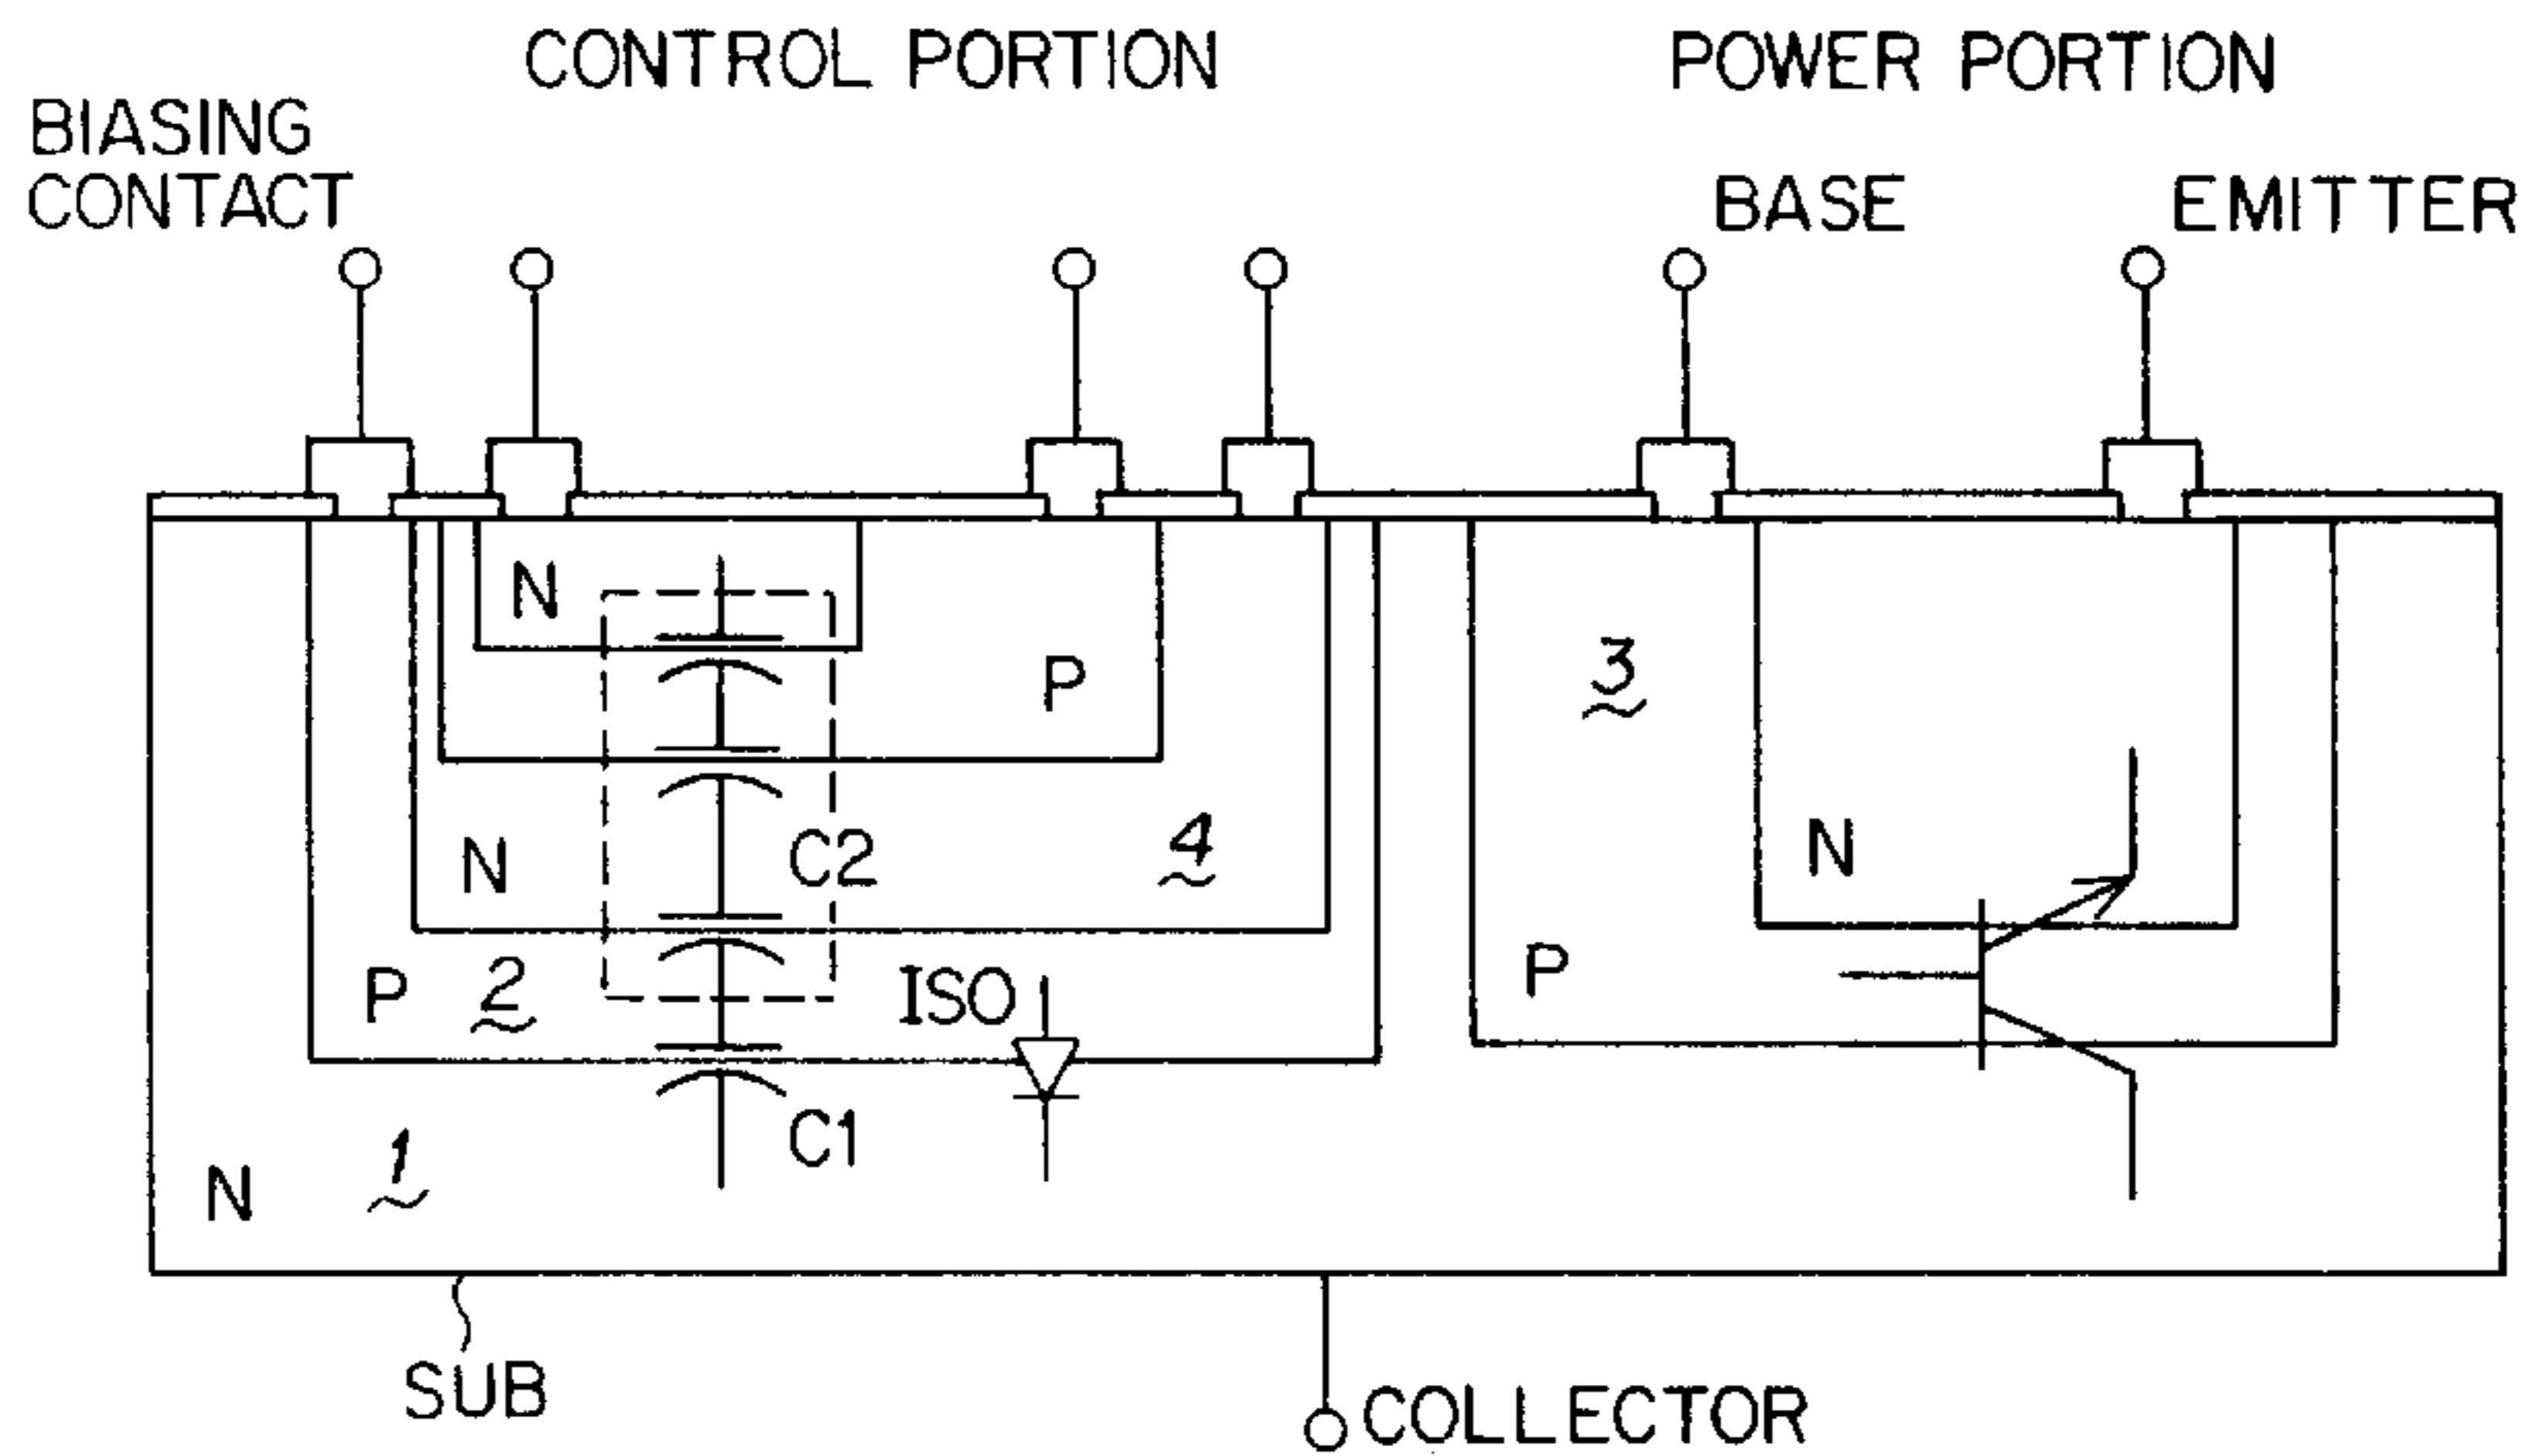 CONTROL PORTION
POWER PORTION
BIASING
CONTACT
BASE
EMITTER
N
P
3
N
C2
4
N
P
2
ISO
P
C1
1
N
SUB
COLLECTOR